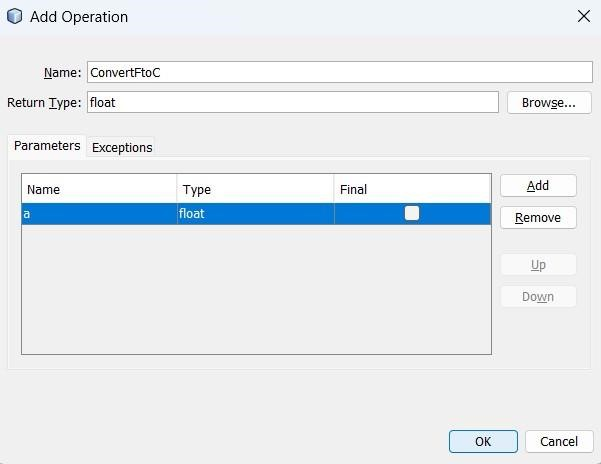 Add Operation
Name: ConvertFtoC
Return Type: float Browse...
Parameters Exceptions
Name Type Final Add
a float Remove
Up
Down
OK Cancel